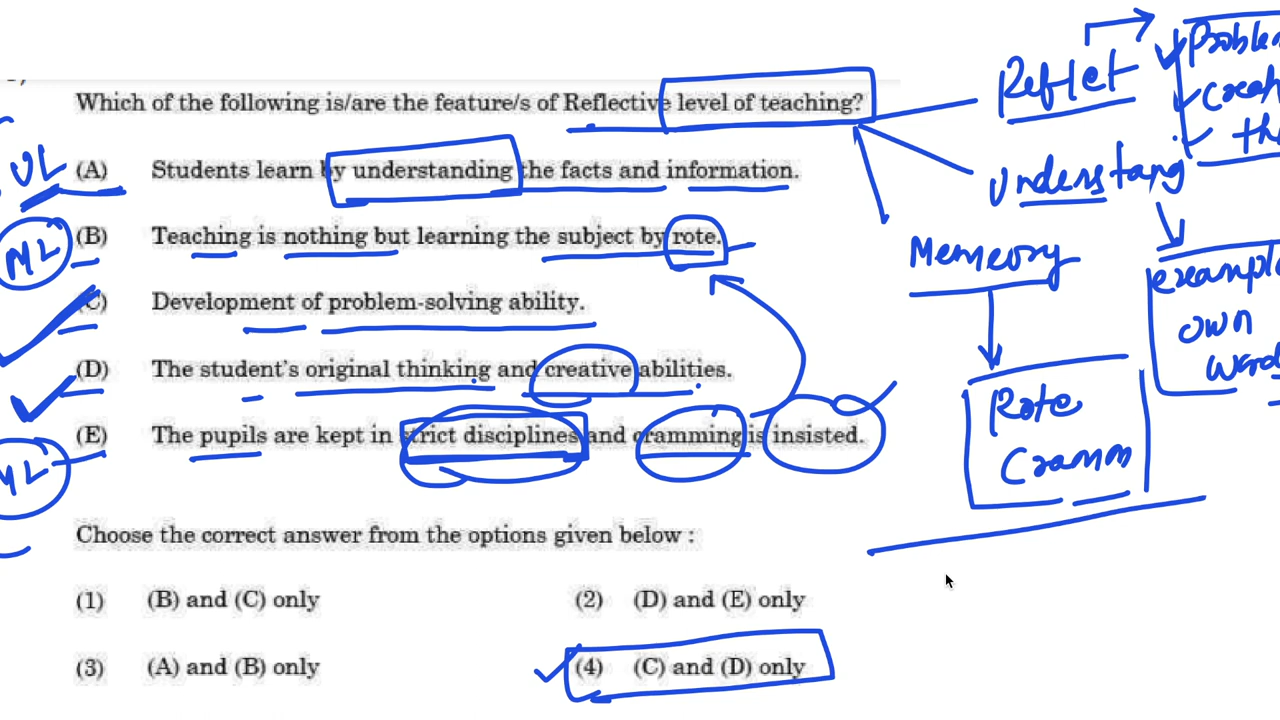 Which of the following is/are the feature/s of Reflective level of teaching?
UL (A) Students learn by understanding the facts and information.
ML (B) Teaching is nothing but learning the subject by rote.
(C) Development of problem-solving ability.
(D) The student's original thinking and creative abilities.
ML (E) The pupils are kept in strict disciplines and cramming is insisted.
Choose the correct answer from the options given below :
(1) (B) and (C) only
(2) (D) and (E) only
(3) (A) and (B) only
(4) (C) and (D) only
Reflet
Understang
Memeory
Rote
Cramm
own